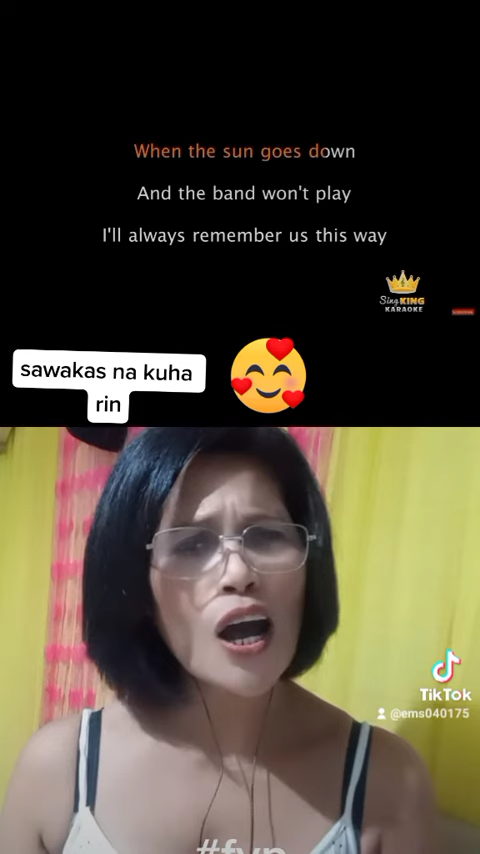 When the sun goes down
And the band won't play
I'll always remember us this way
Sing KING
KARAOKE
sawakas na kuha
rin
TikTok
@ems040175
#fyp